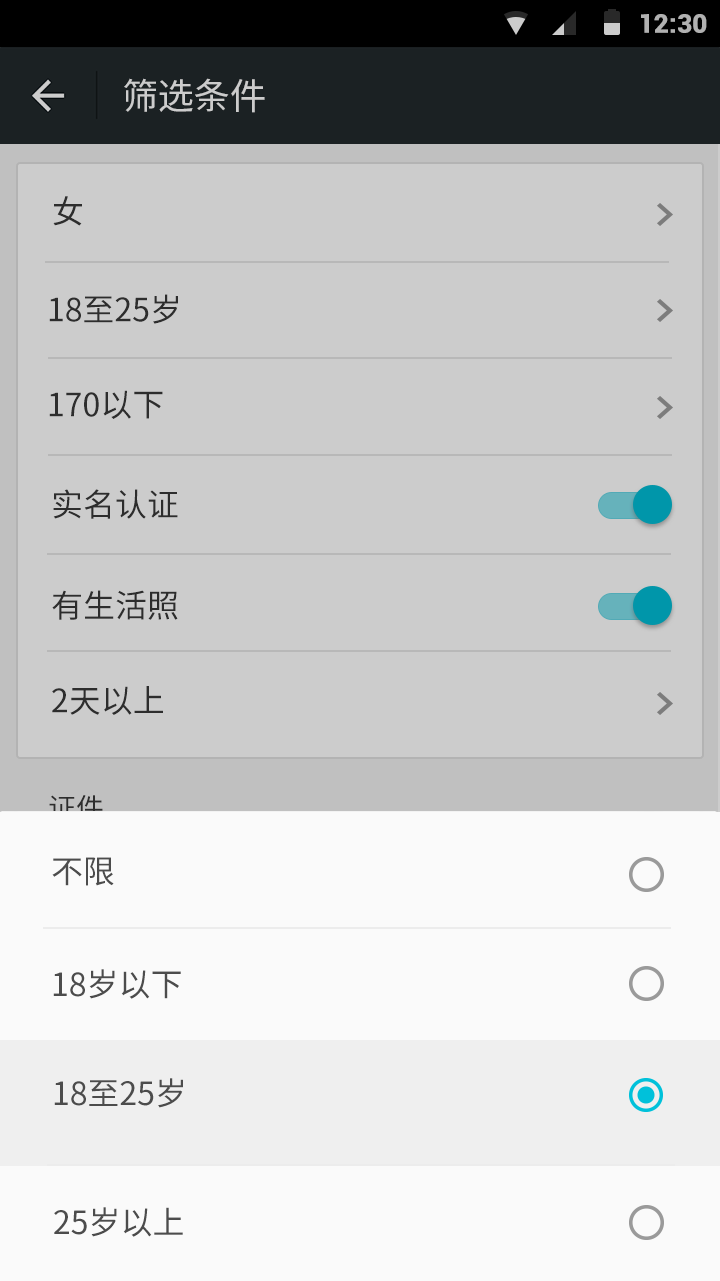 12:30
筛选条件
女
18至25岁
170以下
实名认证
有生活照
2天以上
证件
不限
18岁以下
18至25岁
25岁以上